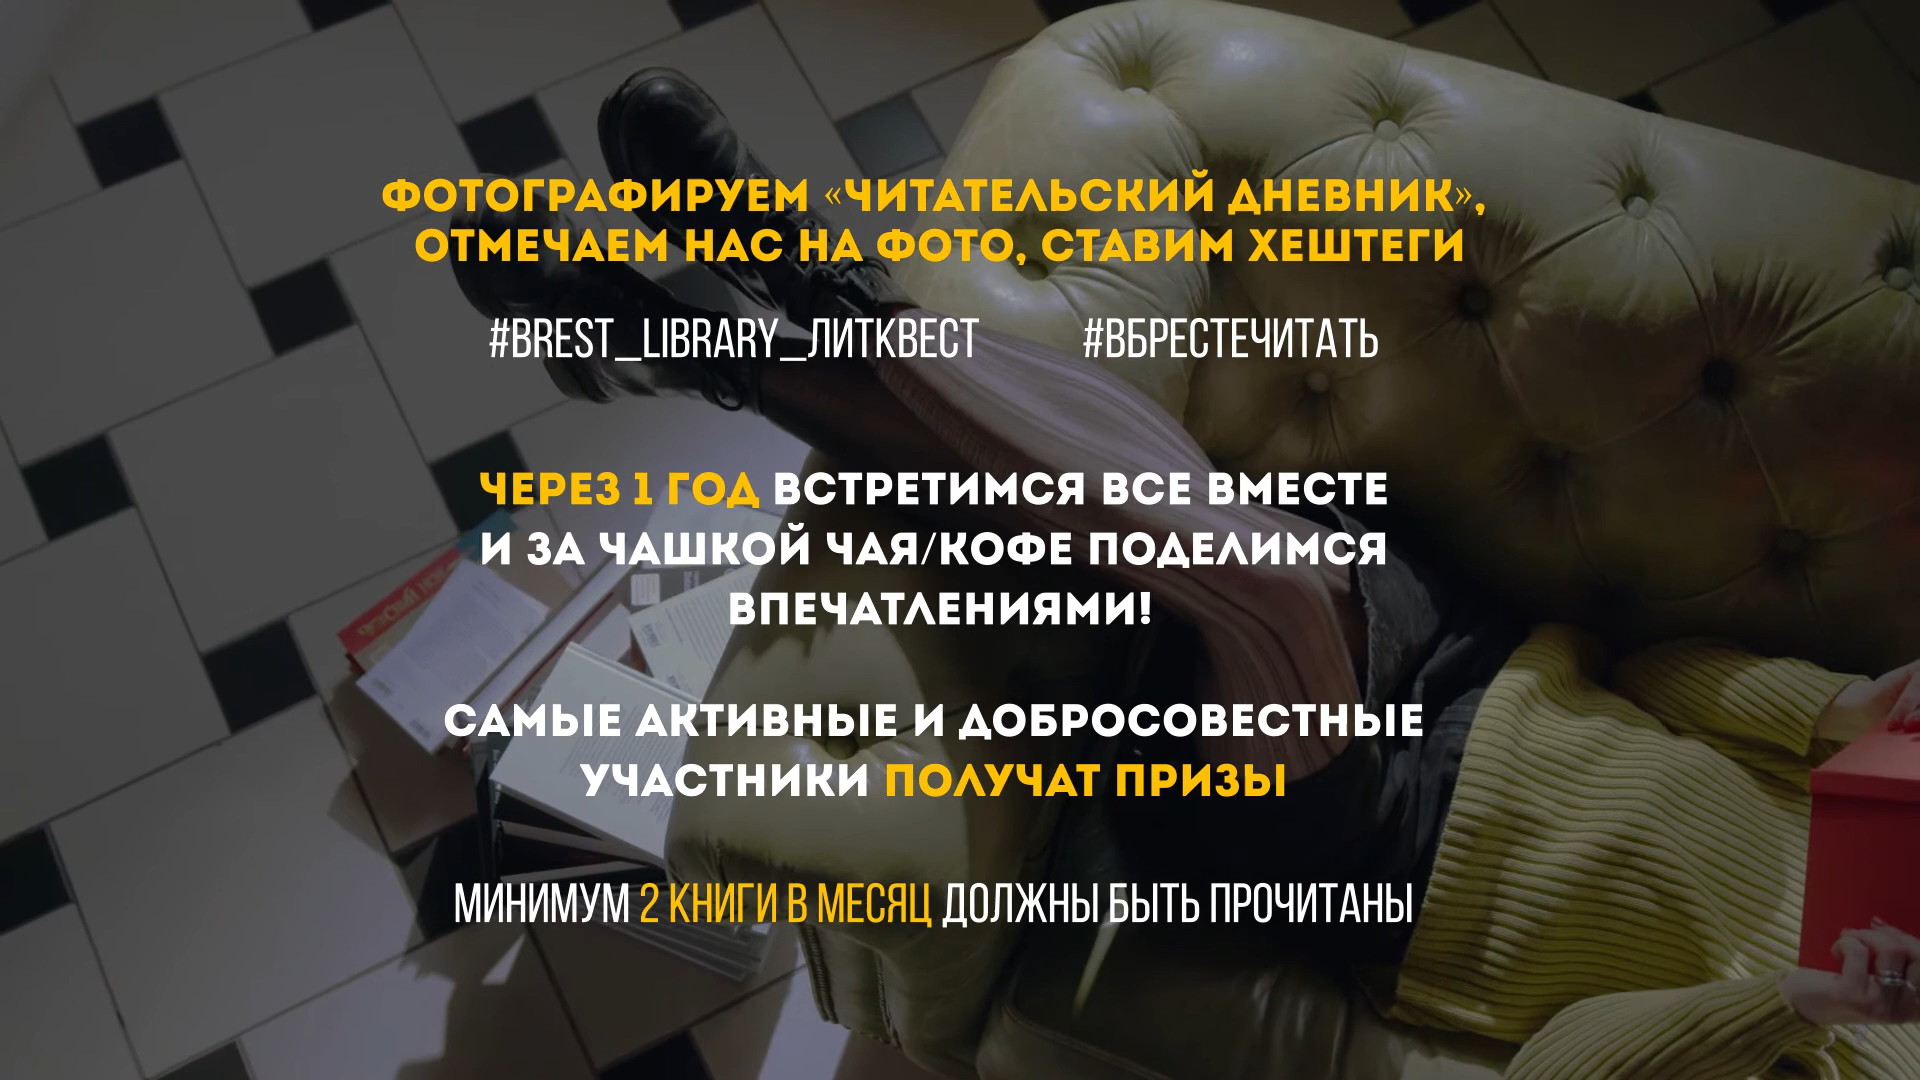 ФОТОГРАФИРУЕМ «ЧИТАТЕЛЬСКИЙ ДНЕВНИК»,
ОТМЕЧАЕМ НАС НА ФОТО, СТАВИМ ХЕШТЕГИ
#BREST_LIBRARY_ЛИТКВЕСТ #ВБРЕСТЕЧИТАТЬ
ЧЕРЕЗ 1 ГОД ВСТРЕТИМСЯ ВСЕ ВМЕСТЕ
И ЗА ЧАШКОЙ ЧАЯ/КОФЕ ПОДЕЛИМСЯ
ВПЕЧАТЛЕНИЯМИ!
САМЫЕ АКТИВНЫЕ И ДОБРОСОВЕСТНЫЕ
УЧАСТНИКИ ПОЛУЧАТ ПРИЗЫ
МИНИМУМ 2 КНИГИ В МЕСЯЦ ДОЛЖНЫ БЫТЬ ПРОЧИТАНЫ